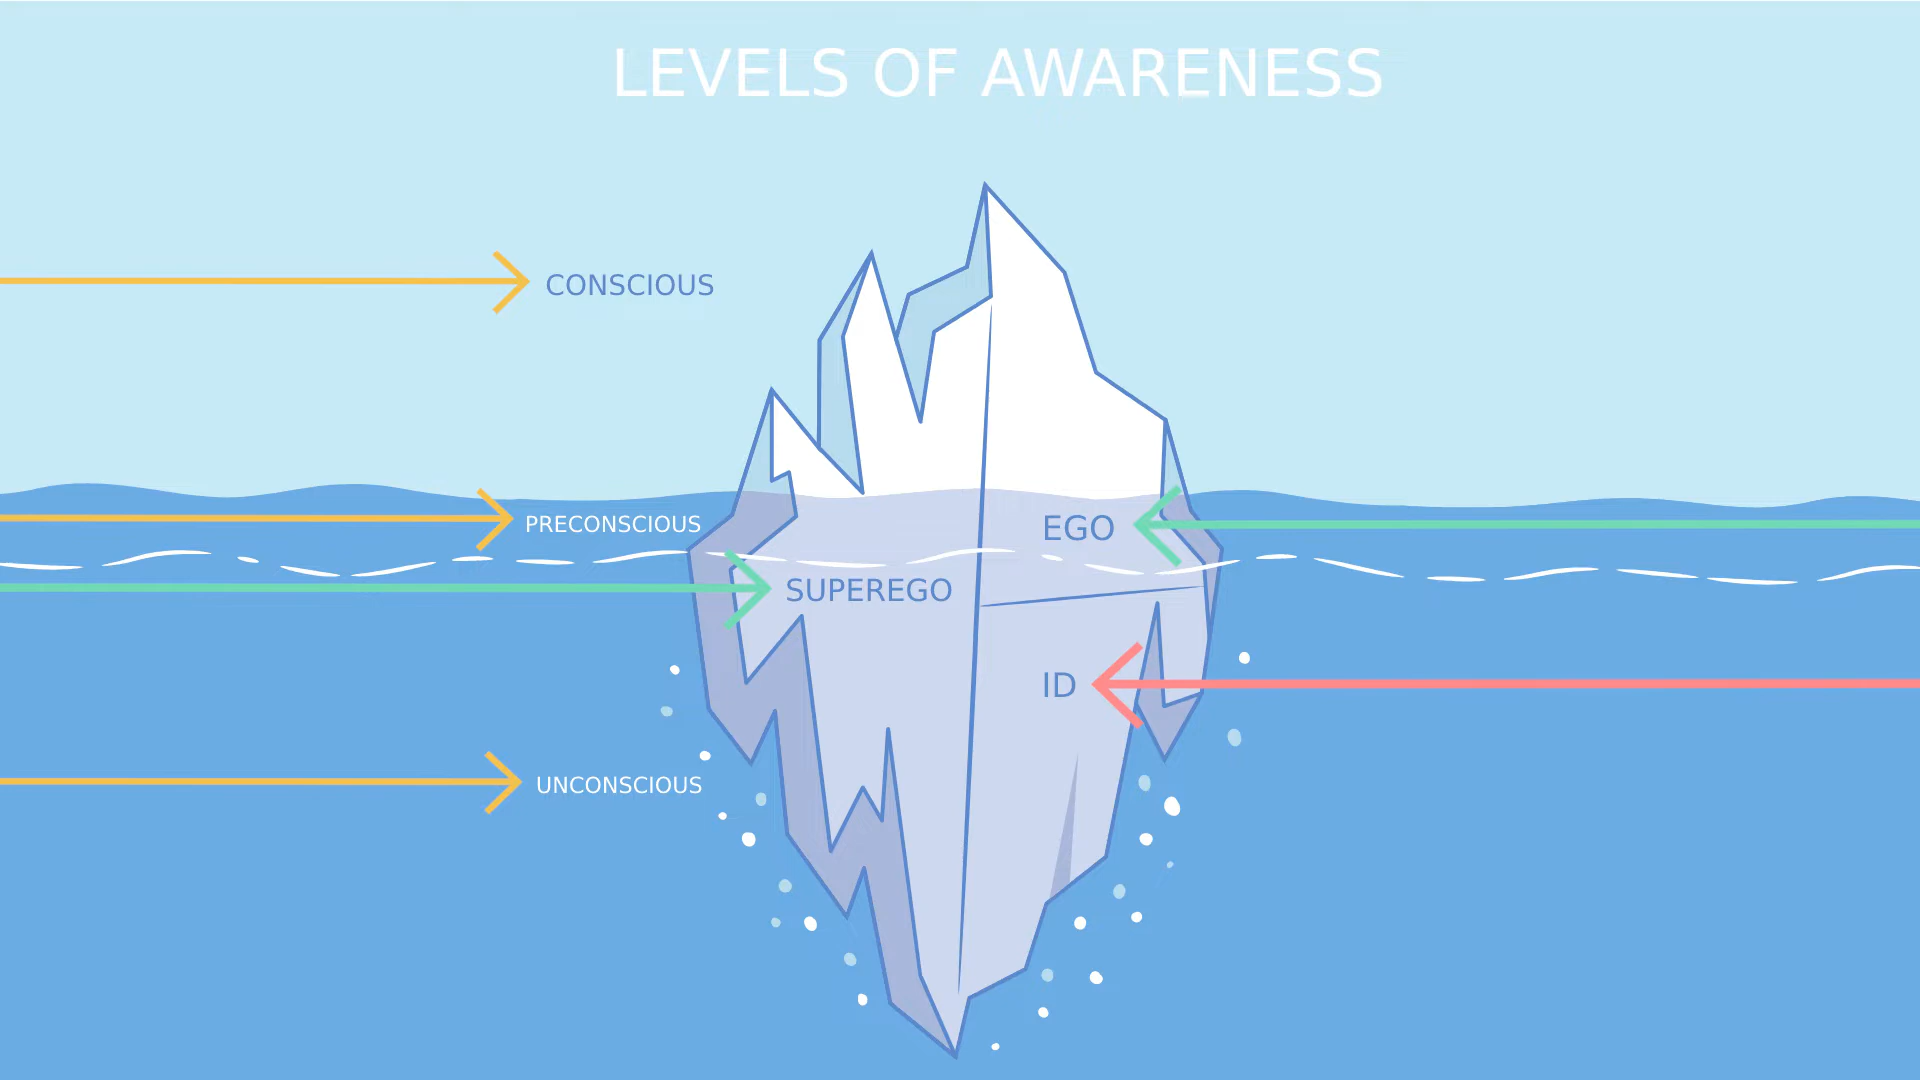 LEVELS OF AWARENESS
CONSCIOUS
PRECONSCIOUS
EGO
SUPEREGO
ID
UNCONSCIOUS